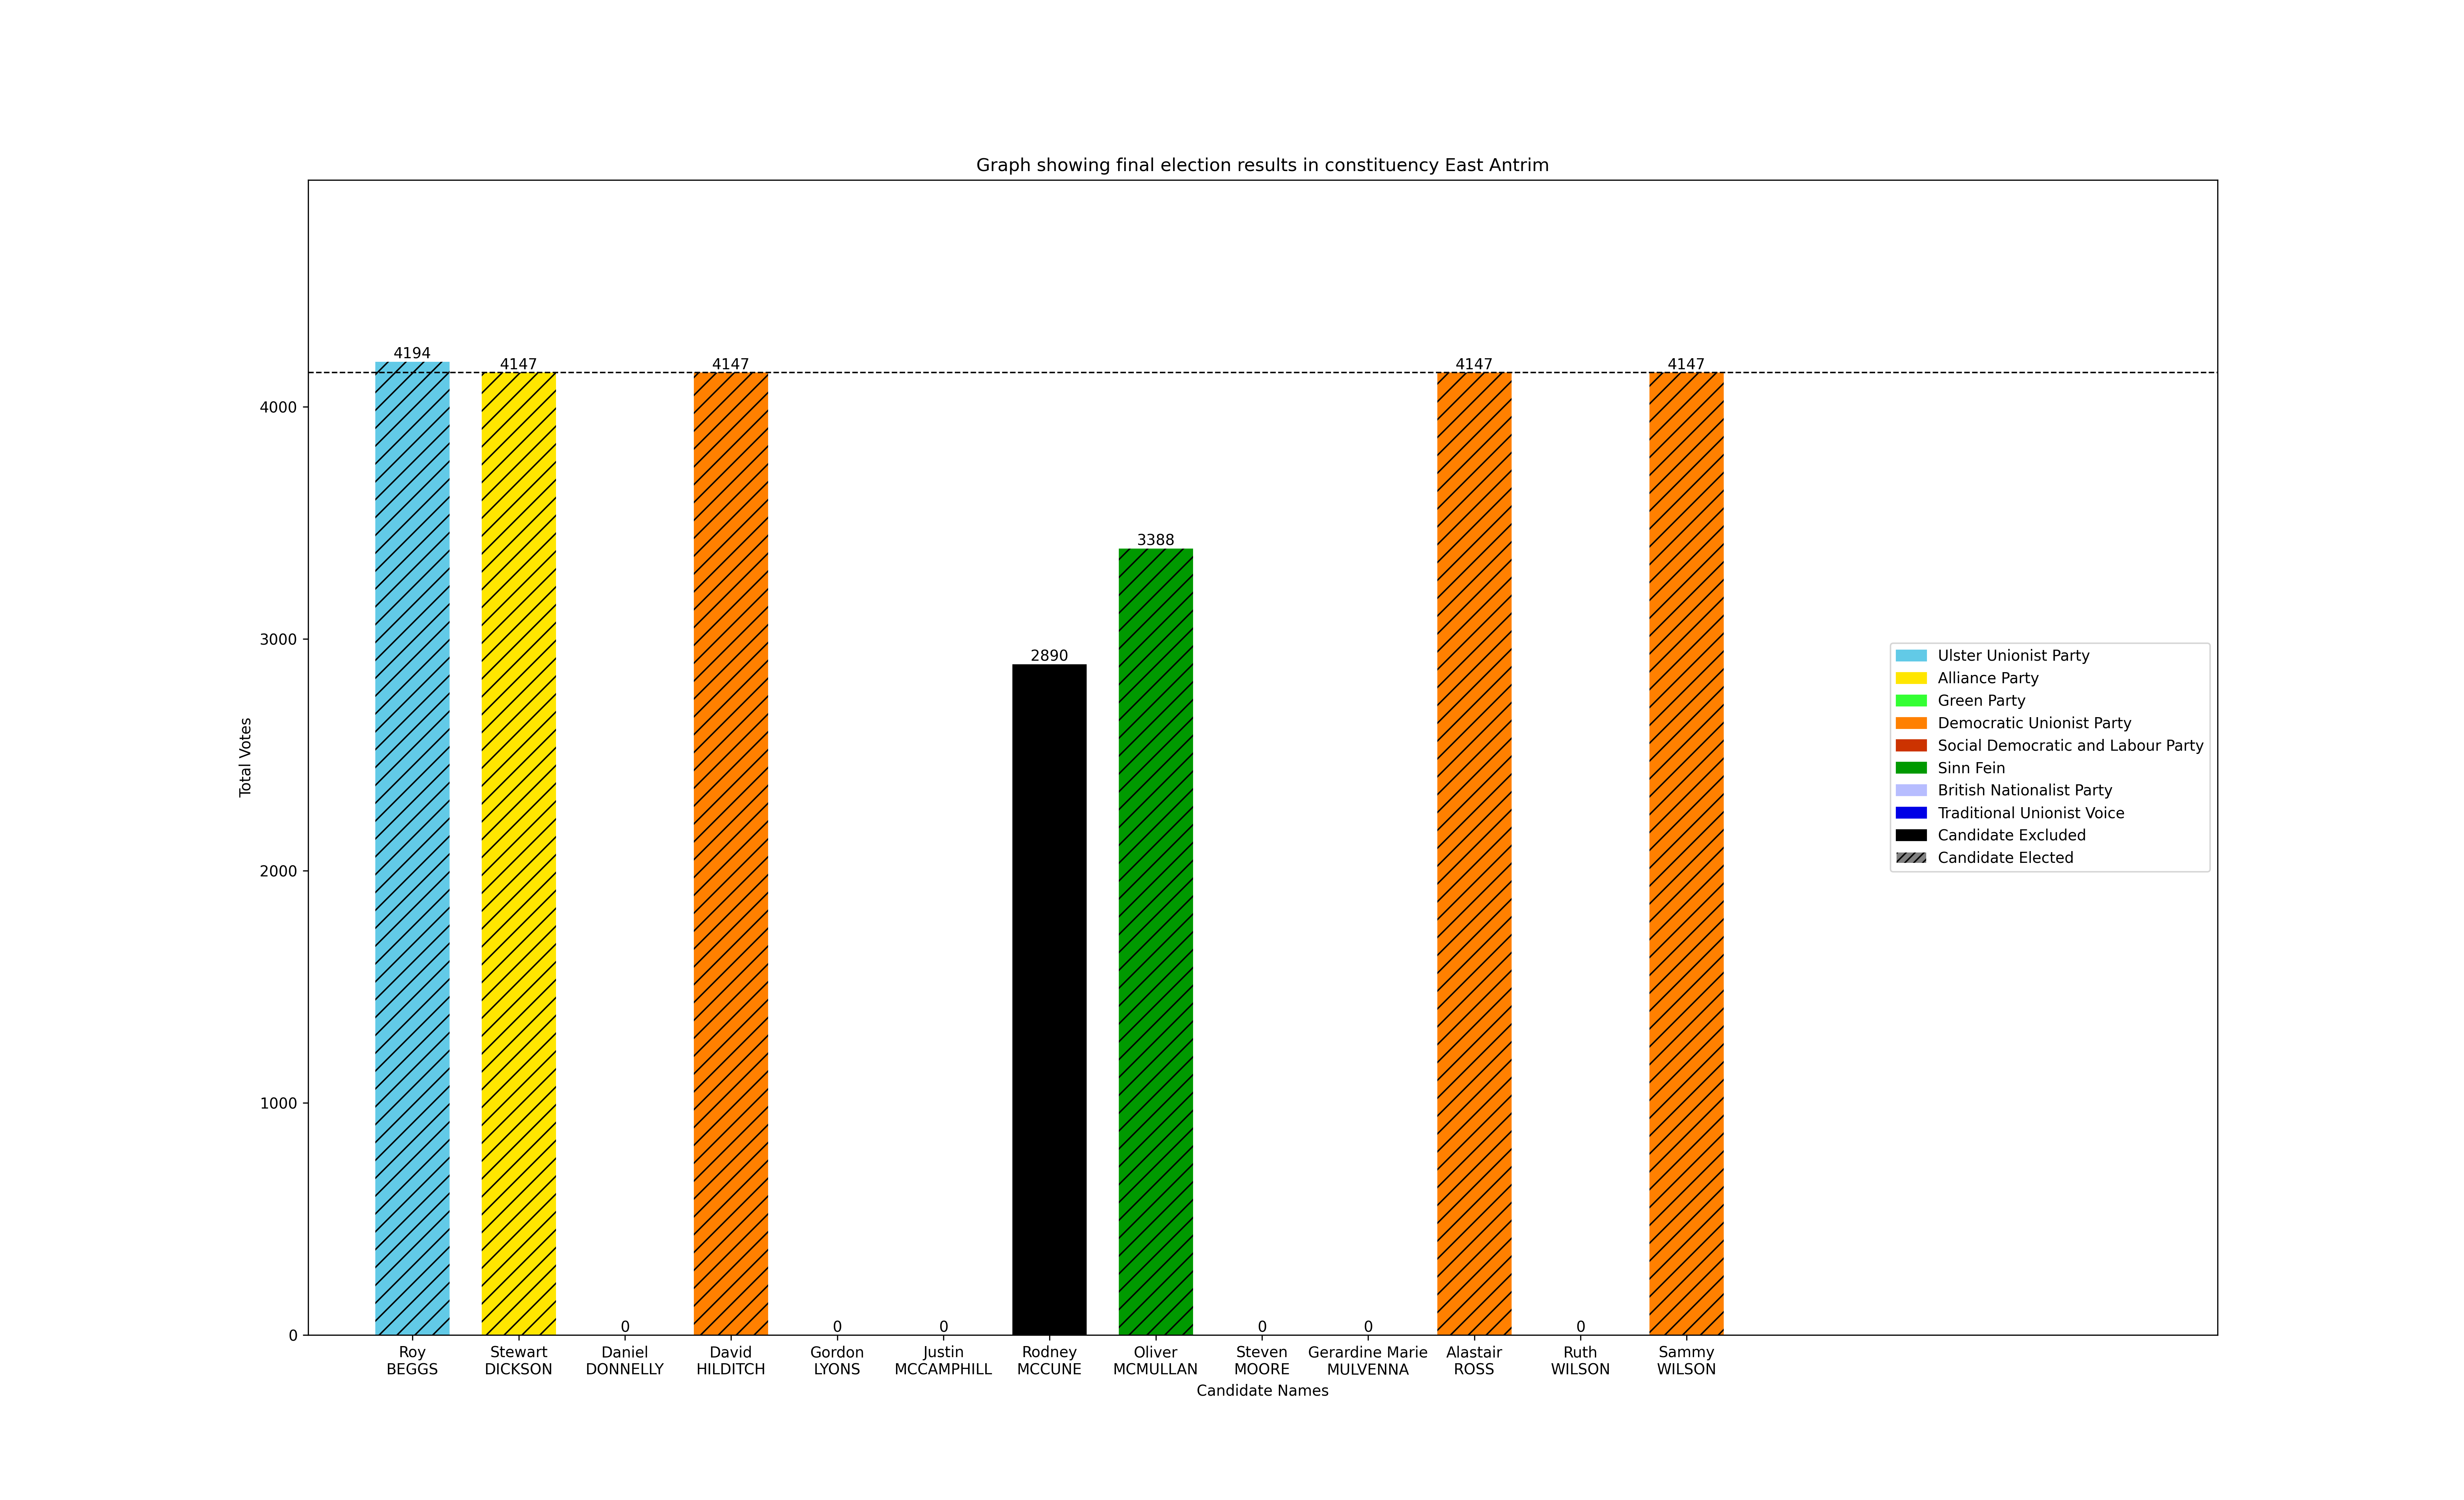 Graph showing final election results in constituency East Antrim
Total Votes
4000
3000
2000
1000
0
4194
4147
0
4147
0
0
2890
3388
0
0
4147
0
4147
Roy
BEGGS
Stewart
DICKSON
Daniel
DONNELLY
David
HILDITCH
Gordon
LYONS
Justin
MCCAMPHILL
Rodney
MCCUNE
Oliver
MCMULLAN
Steven
MOORE
Gerardine Marie
MULVENNA
Alastair
ROSS
Ruth
WILSON
Sammy
WILSON
Candidate Names
Ulster Unionist Party
Alliance Party
Green Party
Democratic Unionist Party
Social Democratic and Labour Party
Sinn Fein
British Nationalist Party
Traditional Unionist Voice
Candidate Excluded
Candidate Elected